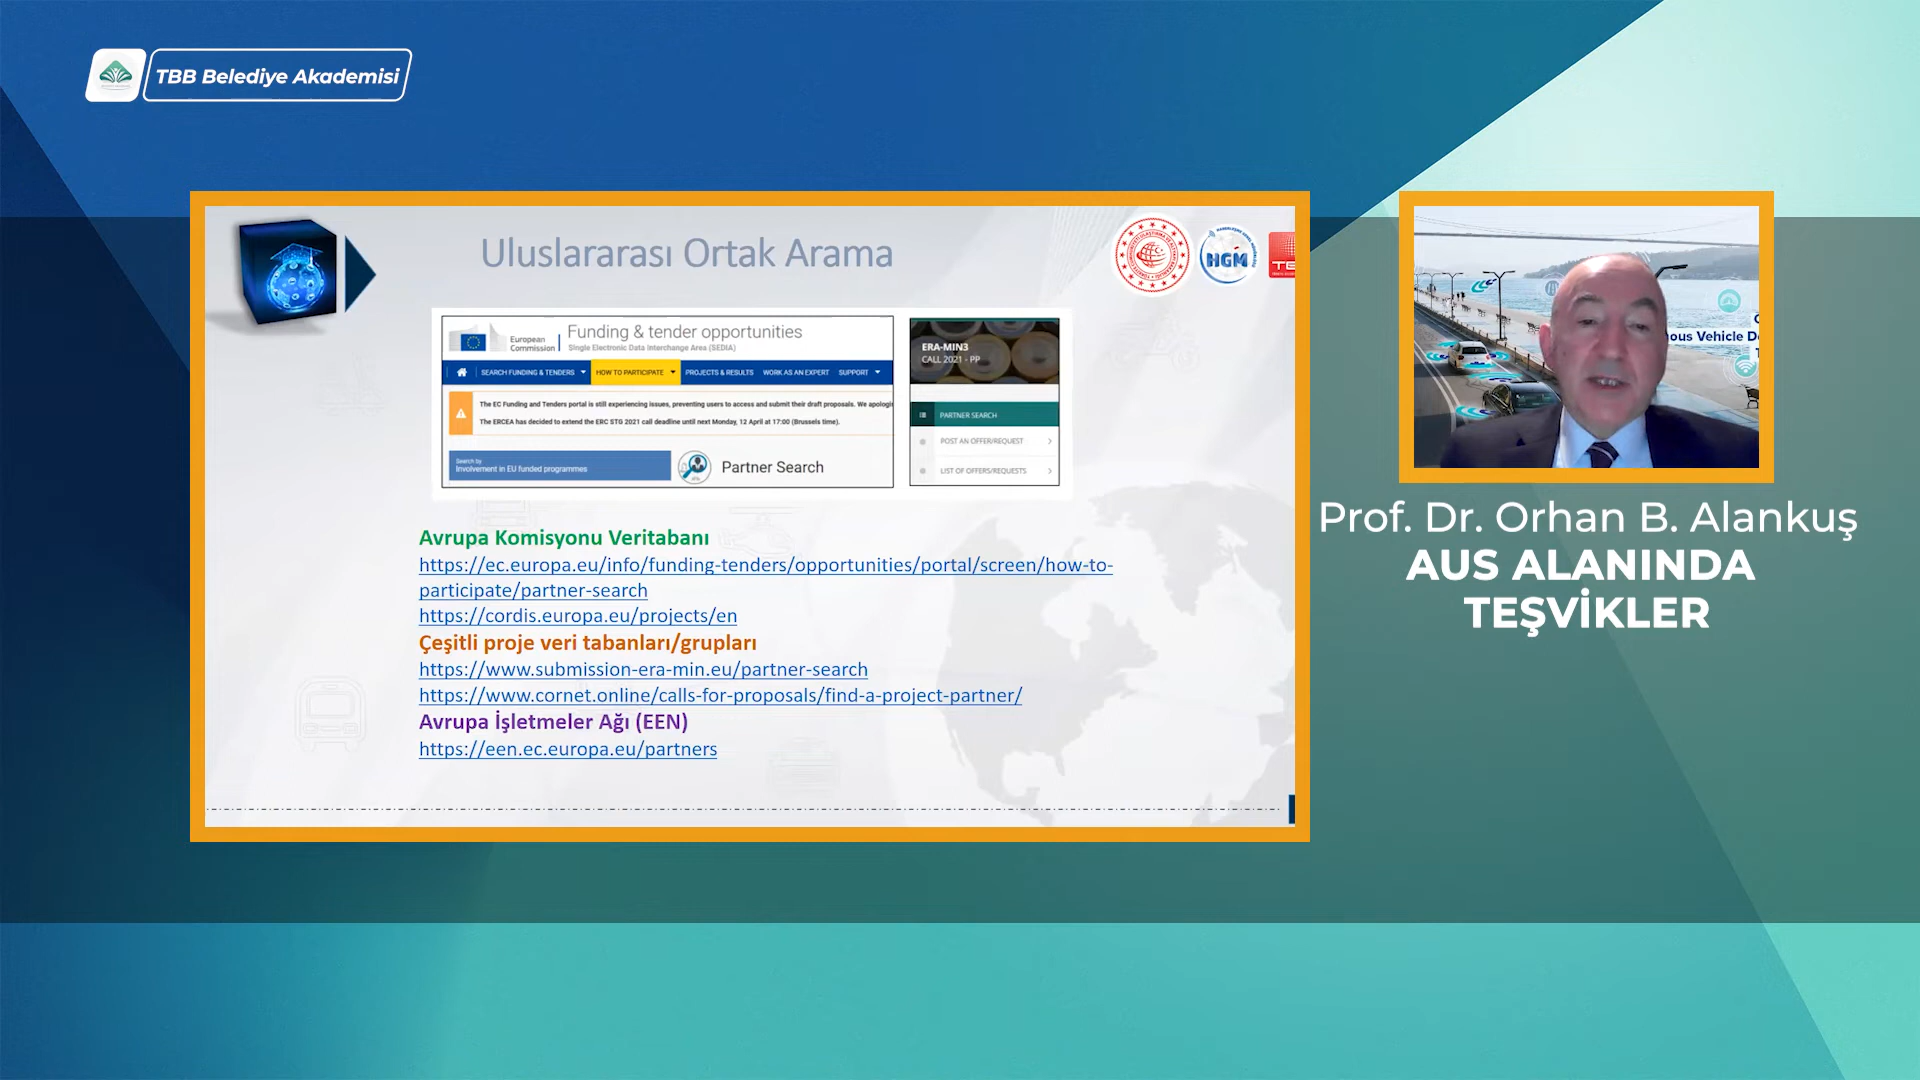 TBB Belediye Akademisi
Uluslararası Ortak Arama
HGM
European
Commission
Funding & tender opportunities
Single Electronic Data Interchange Area (SEDIA)
SEARCH FUNDING & TENDERS
HOW TO PARTICIPATE
PROJECTS & RESULTS
WORK AS AN EXPERT
SUPPORT
The EC Funding and Tenders portal is still experiencing issues, preventing users to access and submit their draft proposals. We apologi
The ERCEA has decided to extend the ERC STG 2021 call deadline until next Monday, 12 April at 17:00 (Brussels time).
Search by
Involvement in EU funded programmes
Partner Search
ERA-MIN3
CALL 2021 - PP
PARTNER SEARCH
POST AN OFFER/REQUEST
LIST OF OFFERS/REQUESTS
Avrupa Komisyonu Veritabanı
https://ec.europa.eu/info/funding-tenders/opportunities/portal/screen/how-to-
participate/partner-search
https://cordis.europa.eu/projects/en
Çeşitli proje veri tabanları/grupları
https://www.submission-era-min.eu/partner-search
https://www.cornet.online/calls-for-proposals/find-a-project-partner/
Avrupa İşletmeler Ağı (EEN)
https://een.ec.europa.eu/partners
ous Vehicle D
Prof. Dr. Orhan B. Alankuş
AUS ALANINDA
TEŞVİKLER